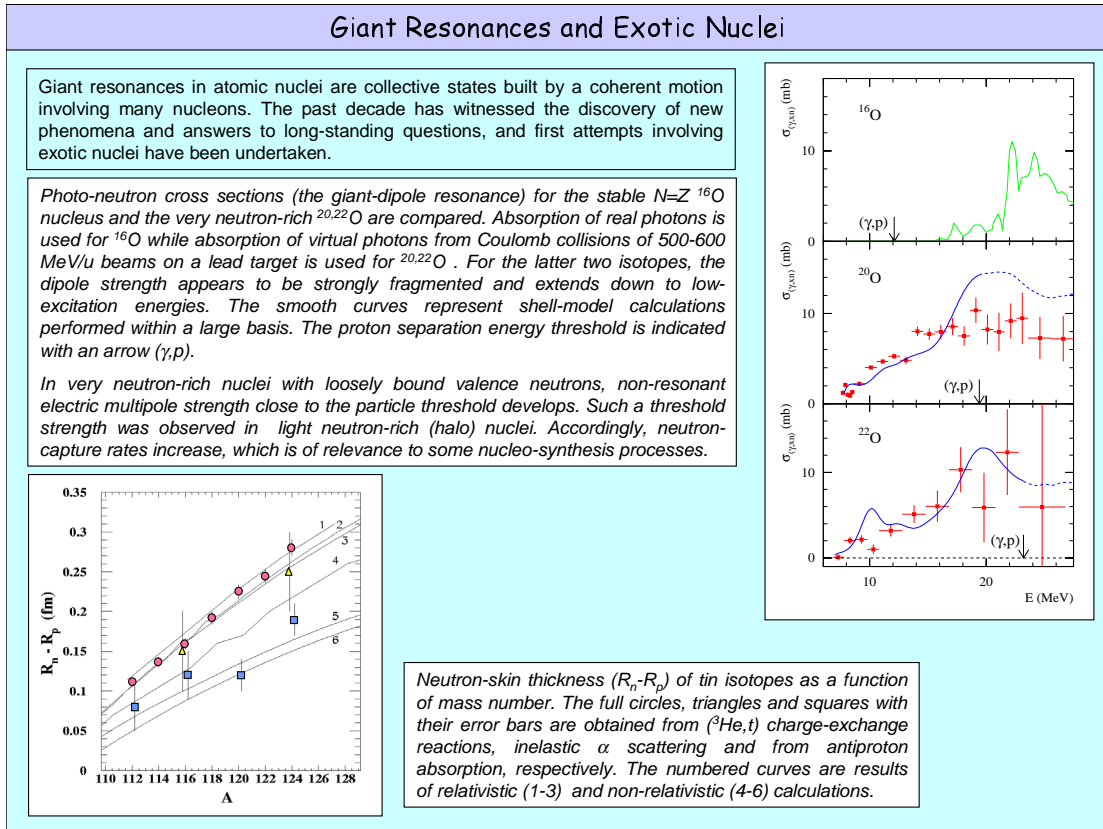 Giant Resonances and Exotic Nuclei
Giant resonances in atomic nuclei are collective states built by a coherent motion
involving many nucleons. The past decade has witnessed the discovery of new
phenomena and answers to long-standing questions, and first attempts involving
exotic nuclei have been undertaken.
Photo-neutron cross sections (the giant-dipole resonance) for the stable N=Z ¹⁶O
nucleus and the very neutron-rich ²⁰,²²O are compared. Absorption of real photons is
used for ¹⁶O while absorption of virtual photons from Coulomb collisions of 500-600
MeV/u beams on a lead target is used for ²⁰,²²O . For the latter two isotopes, the
dipole strength appears to be strongly fragmented and extends down to low-
excitation energies. The smooth curves represent shell-model calculations
performed within a large basis. The proton separation energy threshold is indicated
with an arrow (γ,p).
In very neutron-rich nuclei with loosely bound valence neutrons, non-resonant
electric multipole strength close to the particle threshold develops. Such a threshold
strength was observed in light neutron-rich (halo) nuclei. Accordingly, neutron-
capture rates increase, which is of relevance to some nucleo-synthesis processes.
σ(γ,xn) (mb)
¹⁶O
10
(γ,p)
0
σ(γ,xn) (mb)
²⁰O
10
(γ,p)
0
σ(γ,xn) (mb)
²²O
10
(γ,p)
0
10
20
E (MeV)
Rn - Rp (fm)
0.35
0.3
0.25
0.2
0.15
0.1
0.05
0
1
2
3
4
5
6
110 112 114 116 118 120 122 124 126 128
A
Neutron-skin thickness (Rn-Rp) of tin isotopes as a function
of mass number. The full circles, triangles and squares with
their error bars are obtained from (³He,t) charge-exchange
reactions, inelastic α scattering and from antiproton
absorption, respectively. The numbered curves are results
of relativistic (1-3) and non-relativistic (4-6) calculations.